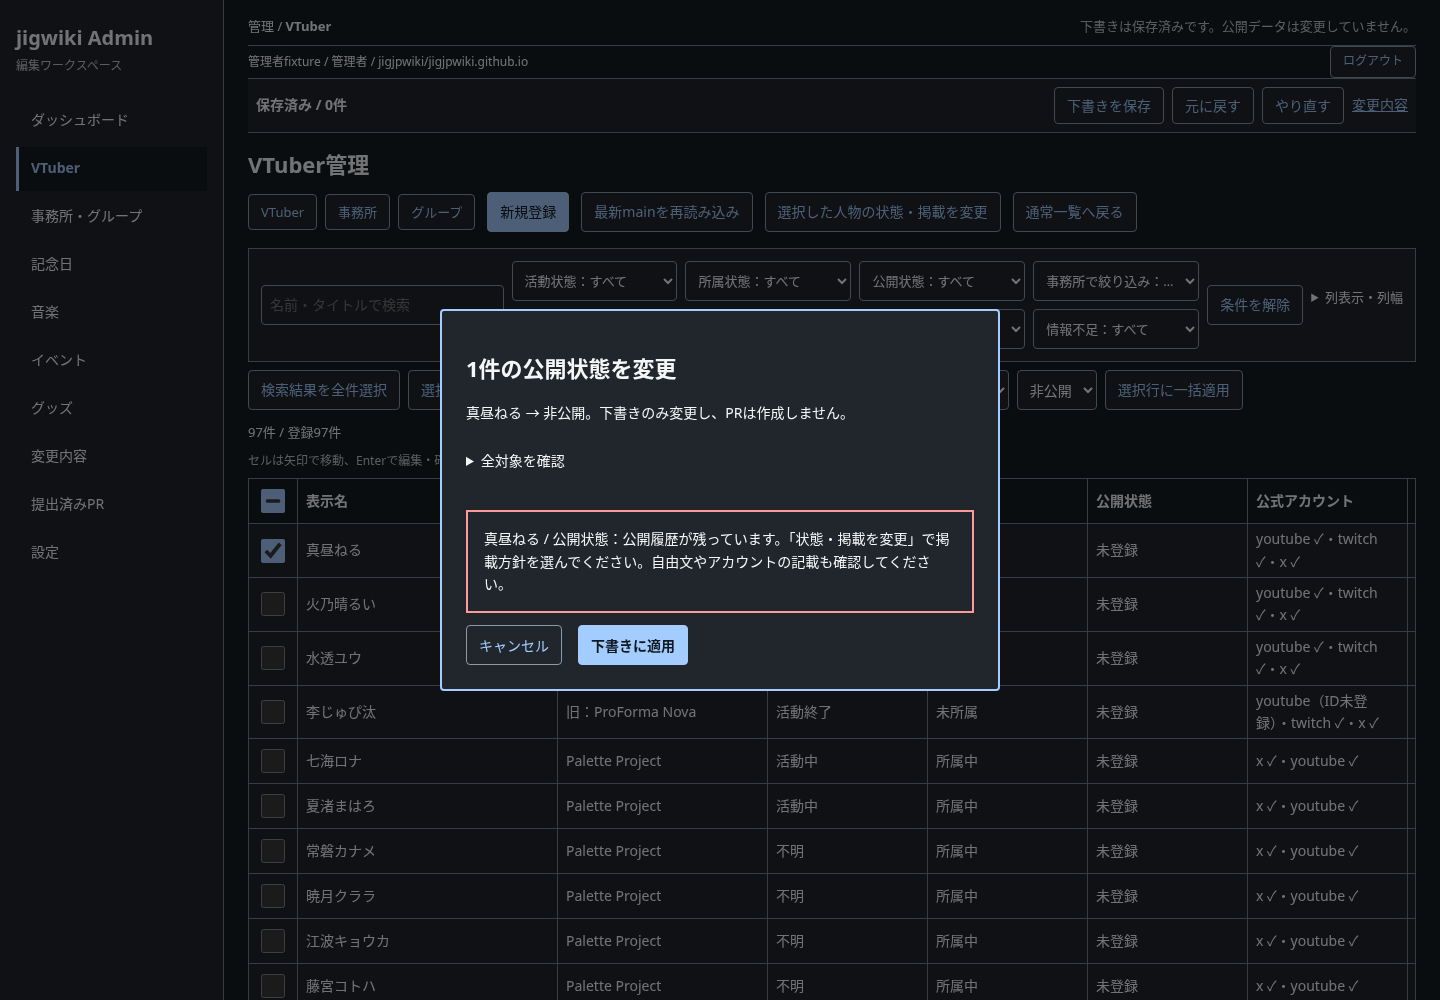 jigwiki Admin
編集ワークスペース
ダッシュボード
VTuber
事務所・グループ
記念日
音楽
イベント
グッズ
変更内容
提出済みPR
設定
管理 / VTuber
下書きは保存済みです。公開データは変更していません。
管理者fixture / 管理者 / jigjpwiki/jigjpwiki.github.io
ログアウト
保存済み / 0件
下書きを保存
元に戻す
やり直す
変更内容
VTuber管理
VTuber
事務所
グループ
新規登録
最新mainを再読み込み
選択した人物の状態・掲載を変更
通常一覧へ戻る
名前・タイトルで検索
活動状態：すべて
所属状態：すべて
公開状態：すべて
事務所で絞り込み：...
情報不足：すべて
条件を解除
▶ 列表示・列幅
検索結果を全件選択
非公開
選択行に一括適用
97件 / 登録97件
セルは矢印で移動、Enterで編集・
1件の公開状態を変更
真昼ねる → 非公開。下書きのみ変更し、PRは作成しません。
▶ 全対象を確認
真昼ねる / 公開状態：公開履歴が残っています。「状態・掲載を変更」で掲
載方針を選んでください。自由文やアカウントの記載も確認してくださ
い。
キャンセル
下書きに適用
表示名 公開状態 公式アカウント
真昼ねる 未登録 youtube ✓・twitch
✓・x ✓
火乃晴るい 未登録 youtube ✓・twitch
✓・x ✓
水透ユウ 未登録 youtube ✓・twitch
✓・x ✓
李じゅぴ汰 旧：ProForma Nova 活動終了 未所属 未登録 youtube（ID未登
録）・twitch ✓・x ✓
七海ロナ Palette Project 活動中 所属中 未登録 x ✓・youtube ✓
夏渚まはろ Palette Project 活動中 所属中 未登録 x ✓・youtube ✓
常磐カナメ Palette Project 不明 所属中 未登録 x ✓・youtube ✓
暁月クララ Palette Project 不明 所属中 未登録 x ✓・youtube ✓
江波キョウカ Palette Project 不明 所属中 未登録 x ✓・youtube ✓
藤宮コトハ Palette Project 不明 所属中 未登録 x ✓・youtube ✓